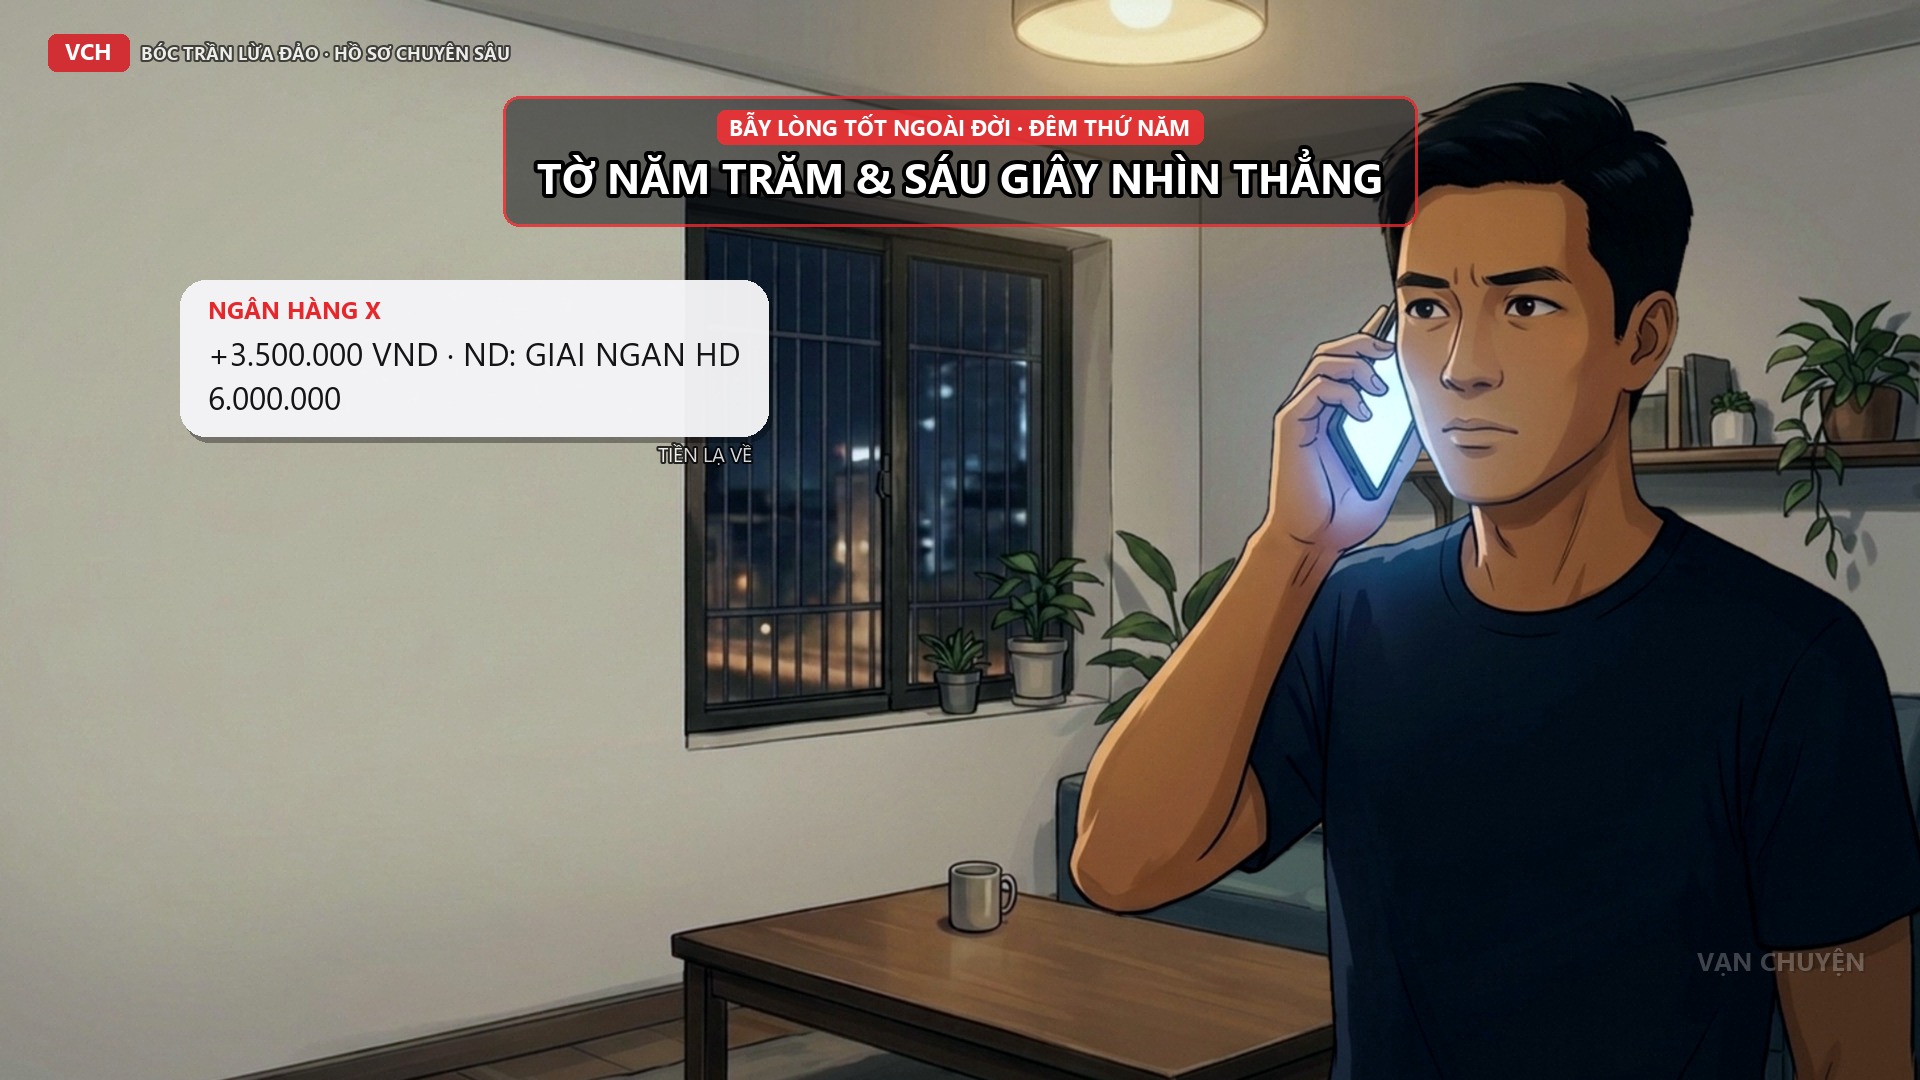 VCH BÓC TRẦN LỪA ĐẢO · HỒ SƠ CHUYÊN SÂU
BẪY LÒNG TỐT NGOÀI ĐỜI · ĐÊM THỨ NĂM
TỜ NĂM TRĂM & SÁU GIÂY NHÌN THẲNG
NGÂN HÀNG X
+3.500.000 VND · ND: GIAI NGAN HD
6.000.000
TIỀN LẠ VỀ
VẠN CHUYỆN